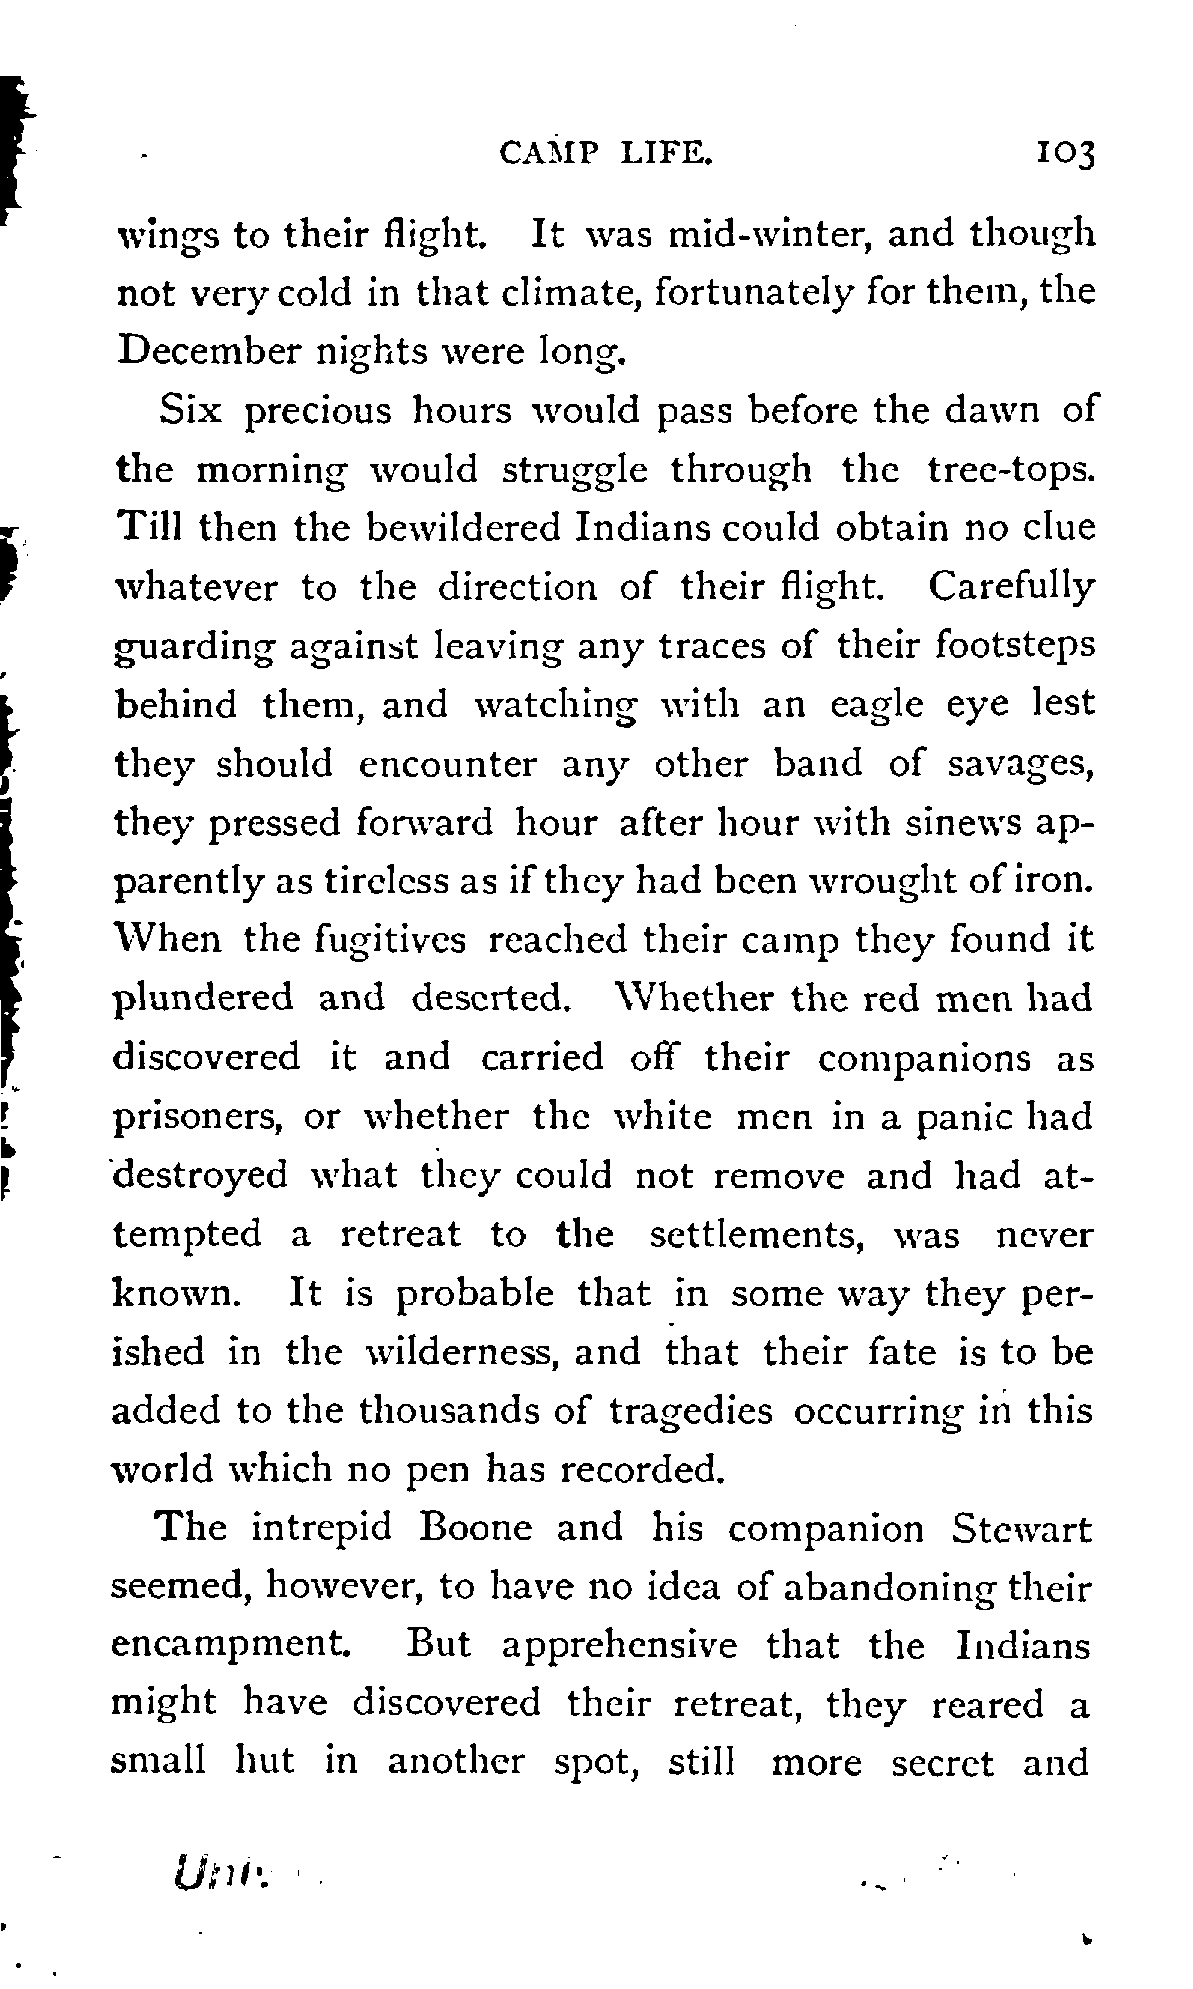 CAMP LIFE. 103
wings to their flight. It was mid-winter, and though
not very cold in that climate, fortunately for them, the
December nights were long.
Six precious hours would pass before the dawn of
the morning would struggle through the tree-tops.
Till then the bewildered Indians could obtain no clue
whatever to the direction of their flight. Carefully
guarding against leaving any traces of their footsteps
behind them, and watching with an eagle eye lest
they should encounter any other band of savages,
they pressed forward hour after hour with sinews ap-
parently as tireless as if they had been wrought of iron.
When the fugitives reached their camp they found it
plundered and deserted. Whether the red men had
discovered it and carried off their companions as
prisoners, or whether the white men in a panic had
destroyed what they could not remove and had at-
tempted a retreat to the settlements, was never
known. It is probable that in some way they per-
ished in the wilderness, and that their fate is to be
added to the thousands of tragedies occurring in this
world which no pen has recorded.
The intrepid Boone and his companion Stewart
seemed, however, to have no idea of abandoning their
encampment. But apprehensive that the Indians
might have discovered their retreat, they reared a
small hut in another spot, still more secret and